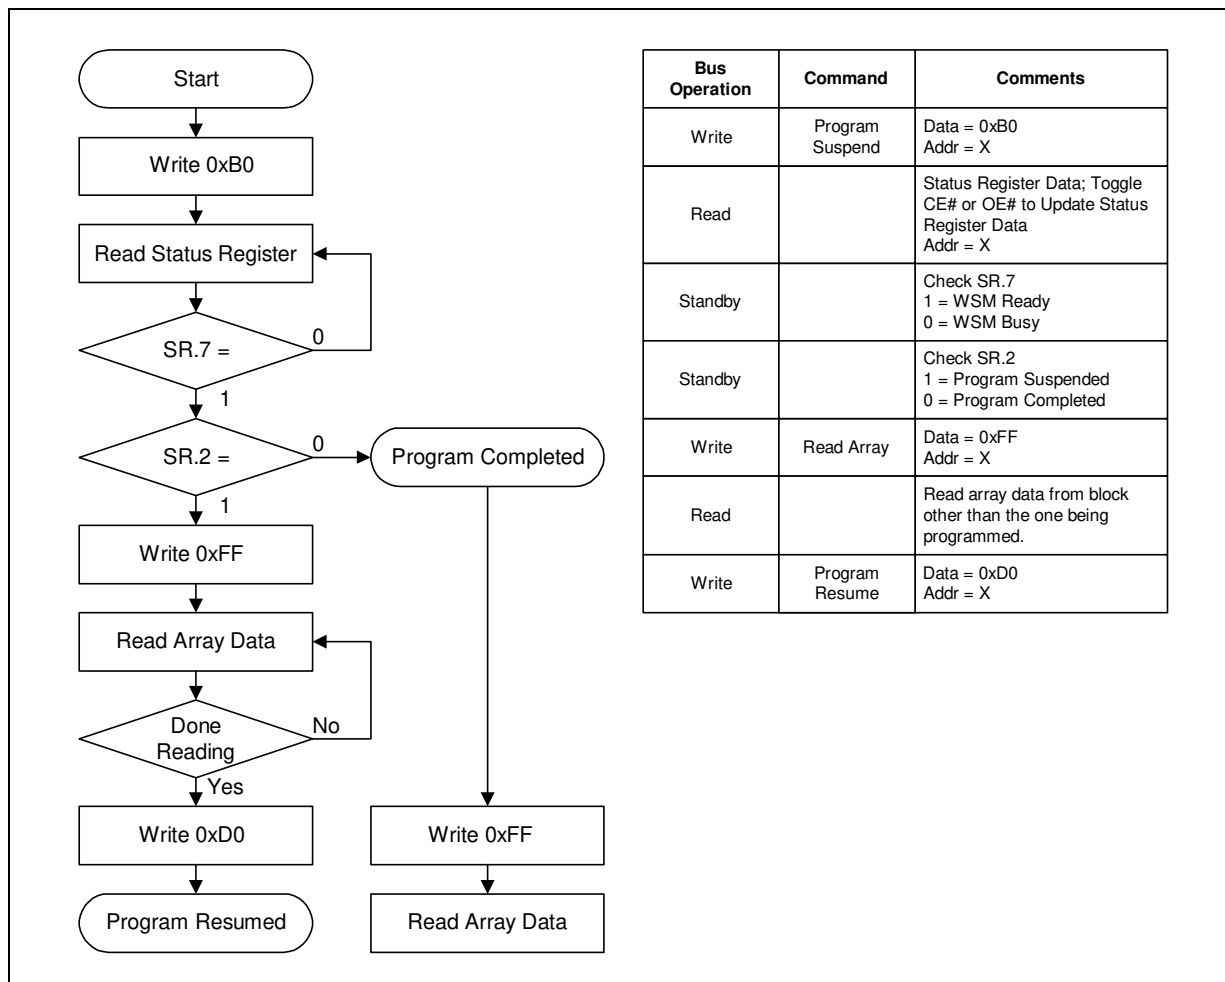 Start
Write 0xB0
Read Status Register
SR.7 =
0
1
SR.2 =
0
Program Completed
1
Write 0xFF
Read Array Data
Done
Reading
No
Yes
Write 0xD0
Write 0xFF
Program Resumed
Read Array Data
Bus
Operation
Command
Comments
Write
Program
Suspend
Data = 0xB0
Addr = X
Read
Status Register Data; Toggle
CE# or OE# to Update Status
Register Data
Addr = X
Standby
Check SR.7
1 = WSM Ready
0 = WSM Busy
Standby
Check SR.2
1 = Program Suspended
0 = Program Completed
Write
Read Array
Data = 0xFF
Addr = X
Read
Read array data from block
other than the one being
programmed.
Write
Program
Resume
Data = 0xD0
Addr = X